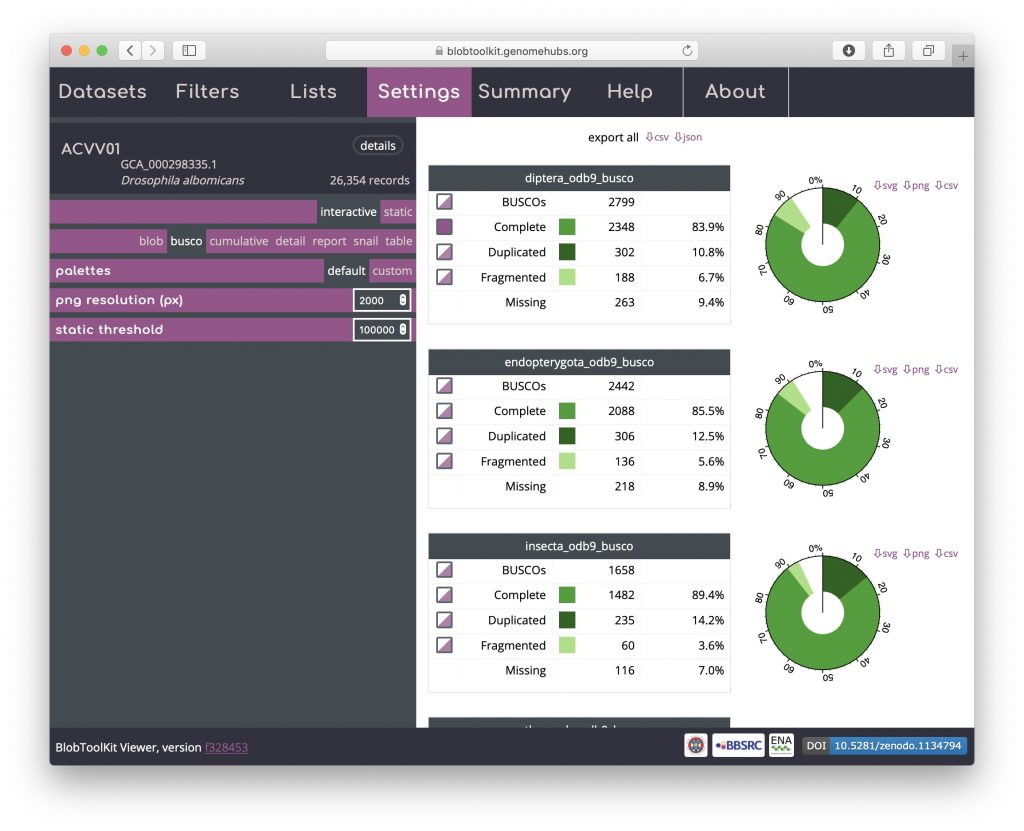 blobtoolkit.genomehubs.org
Datasets Filters Lists Settings Summary Help About
ACVV01 details
GCA_000298335.1
Drosophila albomicans 26,354 records
interactive static
blob busco cumulative detail report snail table
palettes default custom
png resolution (px) 2000
static threshold 100000
export all csv json
diptera_odb9_busco
BUSCOs 2799
Complete 2348 83.9%
Duplicated 302 10.8%
Fragmented 188 6.7%
Missing 263 9.4%
0% 10 20 30 40 50 60 70 80 90
svg png csv
endopterygota_odb9_busco
BUSCOs 2442
Complete 2088 85.5%
Duplicated 306 12.5%
Fragmented 136 5.6%
Missing 218 8.9%
0% 10 20 30 40 50 60 70 80 90
svg png csv
insecta_odb9_busco
BUSCOs 1658
Complete 1482 89.4%
Duplicated 235 14.2%
Fragmented 60 3.6%
Missing 116 7.0%
0% 10 20 30 40 50 60 70 80 90
svg png csv
BlobToolKit Viewer, version f328453
BBSRC ENA DOI 10.5281/zenodo.1134794